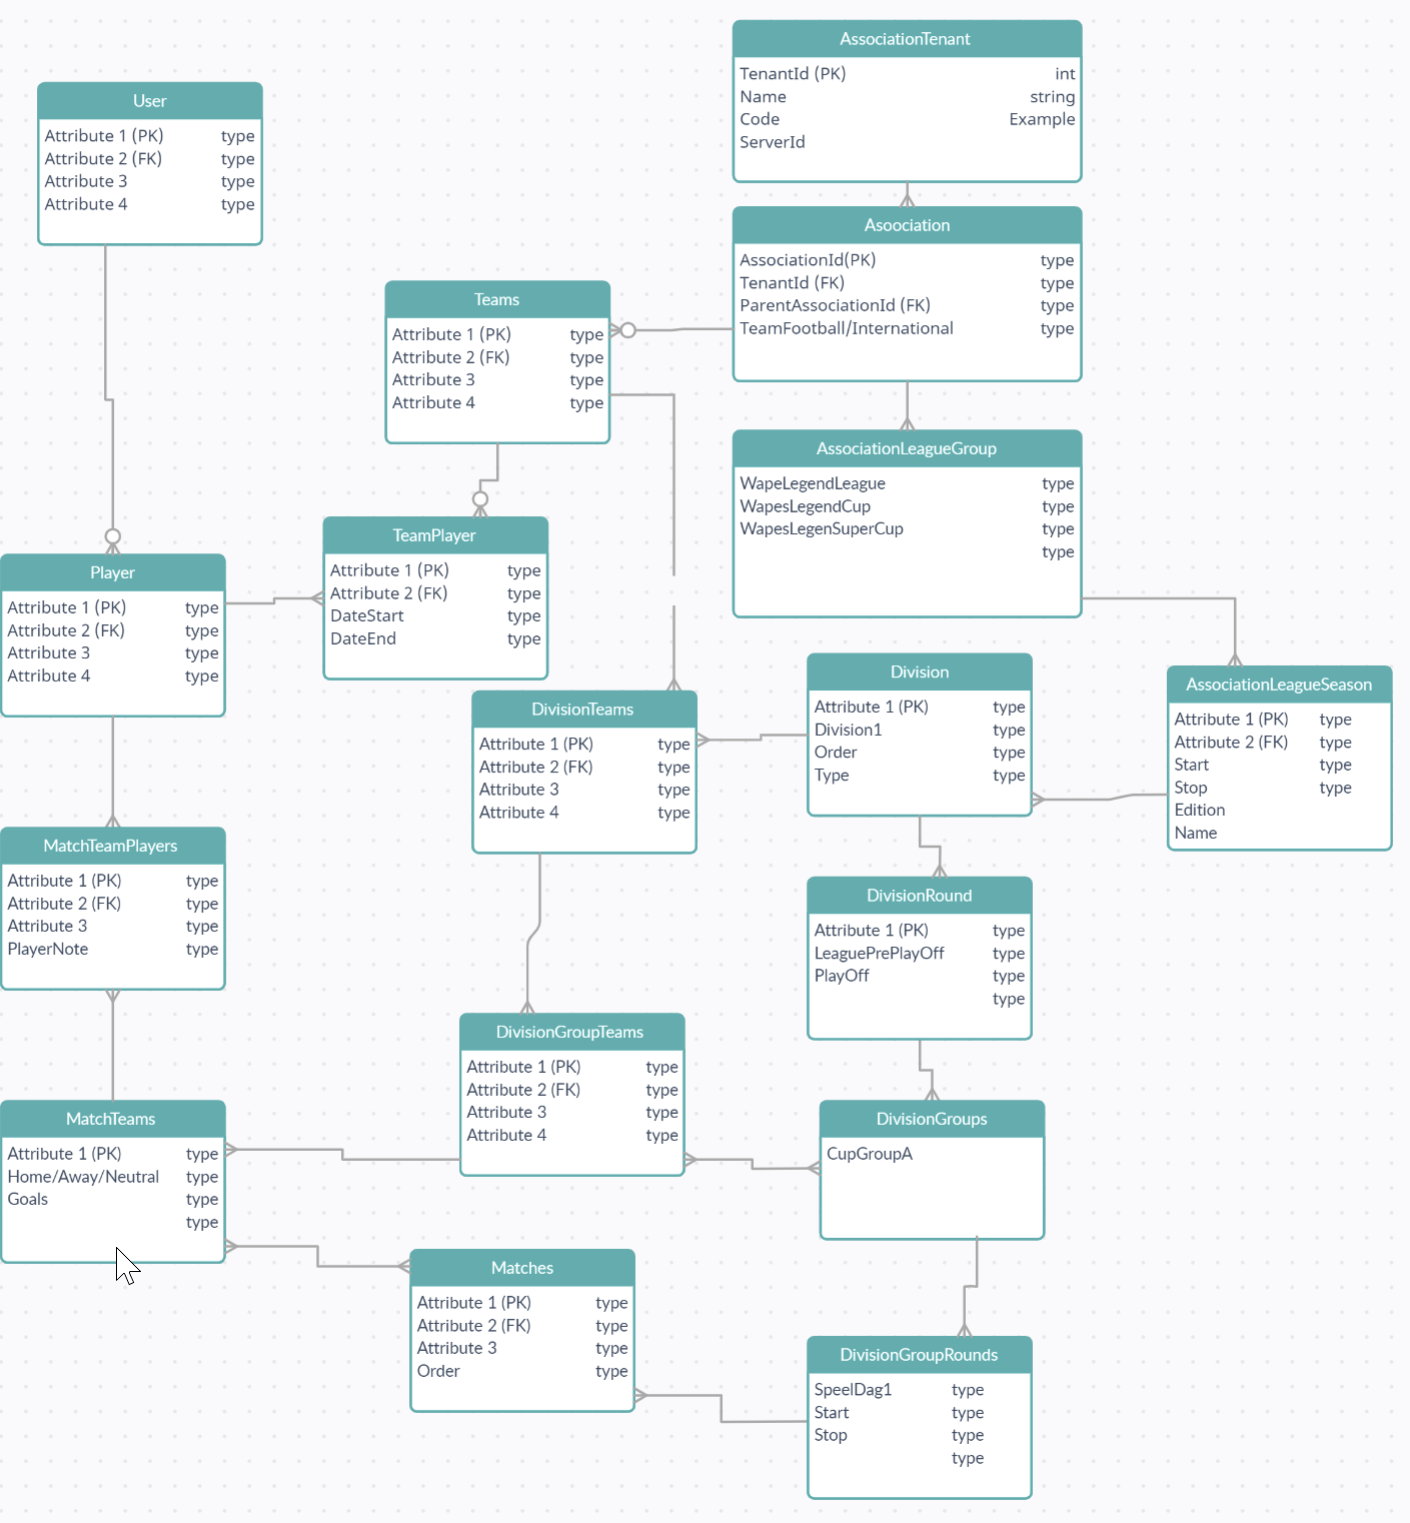 AssociationTenant
TenantId (PK) int
Name string
Code Example
ServerId
User
Attribute 1 (PK) type
Attribute 2 (FK) type
Attribute 3 type
Attribute 4 type
Asoociation
AssociationId(PK) type
TenantId (FK) type
ParentAssociationId (FK) type
TeamFootball/International type
Teams
Attribute 1 (PK) type
Attribute 2 (FK) type
Attribute 3 type
Attribute 4 type
AssociationLeagueGroup
WapeLegendLeague type
WapesLegendCup type
WapesLegenSuperCup type
type
TeamPlayer
Attribute 1 (PK) type
Attribute 2 (FK) type
DateStart type
DateEnd type
Player
Attribute 1 (PK) type
Attribute 2 (FK) type
Attribute 3 type
Attribute 4 type
Division
Attribute 1 (PK) type
Division1 type
Order type
Type type
AssociationLeagueSeason
Attribute 1 (PK) type
Attribute 2 (FK) type
Start type
Stop type
Edition
Name
DivisionTeams
Attribute 1 (PK) type
Attribute 2 (FK) type
Attribute 3 type
Attribute 4 type
MatchTeamPlayers
Attribute 1 (PK) type
Attribute 2 (FK) type
Attribute 3 type
PlayerNote type
DivisionRound
Attribute 1 (PK) type
LeaguePrePlayOff type
PlayOff type
type
DivisionGroupTeams
Attribute 1 (PK) type
Attribute 2 (FK) type
Attribute 3 type
Attribute 4 type
MatchTeams
Attribute 1 (PK) type
Home/Away/Neutral type
Goals type
type
DivisionGroups
CupGroupA
Matches
Attribute 1 (PK) type
Attribute 2 (FK) type
Attribute 3 type
Order type
DivisionGroupRounds
SpeelDag1 type
Start type
Stop type
type